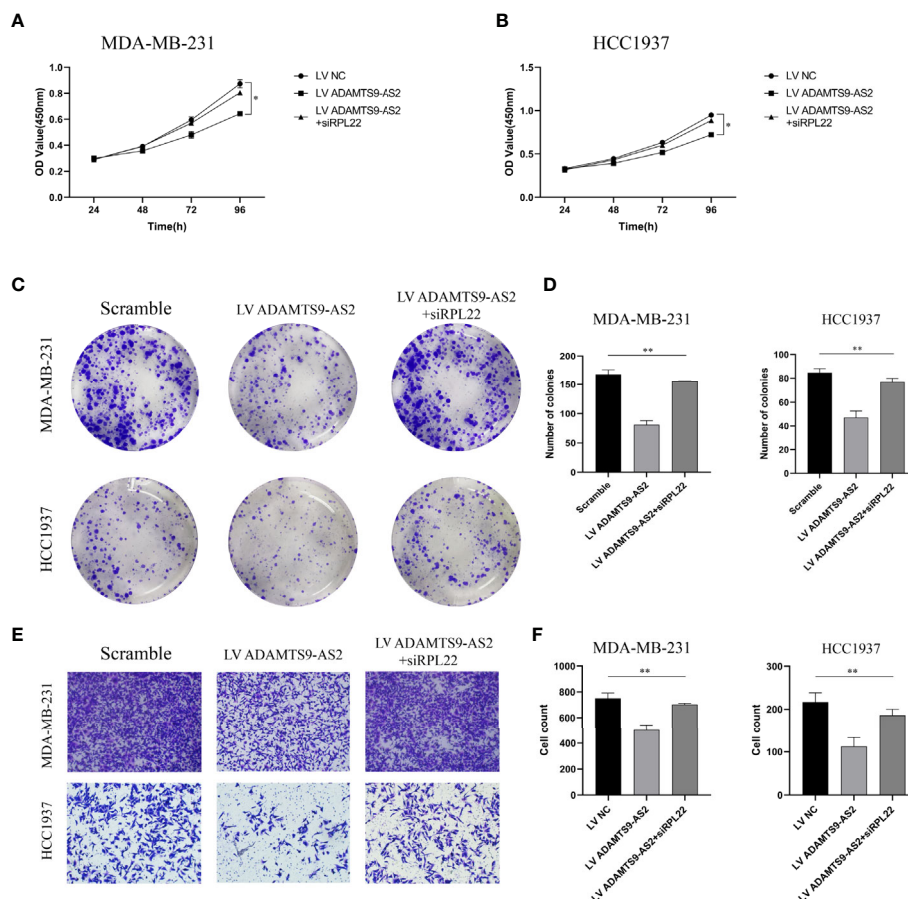 A
MDA-MB-231
OD Value(450nm)
1.0
0.8
0.6
0.4
0.2
0.0
24 48 72 96
Time(h)
*
LV NC
LV ADAMTS9-AS2
LV ADAMTS9-AS2
+siRPL22
B
HCC1937
OD Value(450nm)
1.5
1.0
0.5
0.0
24 48 72 96
Time(h)
*
LV NC
LV ADAMTS9-AS2
LV ADAMTS9-AS2
+siRPL22
C
Scramble
LV ADAMTS9-AS2
LV ADAMTS9-AS2
+siRPL22
MDA-MB-231
HCC1937
D
MDA-MB-231
Number of colonies
200
150
100
50
0
**
Scramble
LV ADAMTS9-AS2
LV ADAMTS9-AS2+siRPL22
HCC1937
Number of colonies
100
80
60
40
20
0
**
Scramble
LV ADAMTS9-AS2
LV ADAMTS9-AS2+siRPL22
E
Scramble
LV ADAMTS9-AS2
LV ADAMTS9-AS2
+siRPL22
MDA-MB-231
HCC1937
F
MDA-MB-231
Cell count
1000
800
600
400
200
0
**
LV NC
LV ADAMTS9-AS2
LV ADAMTS9-AS2+siRPL22
HCC1937
Cell count
300
200
100
0
**
LV NC
LV ADAMTS9-AS2
LV ADAMTS9-AS2+siRPL22